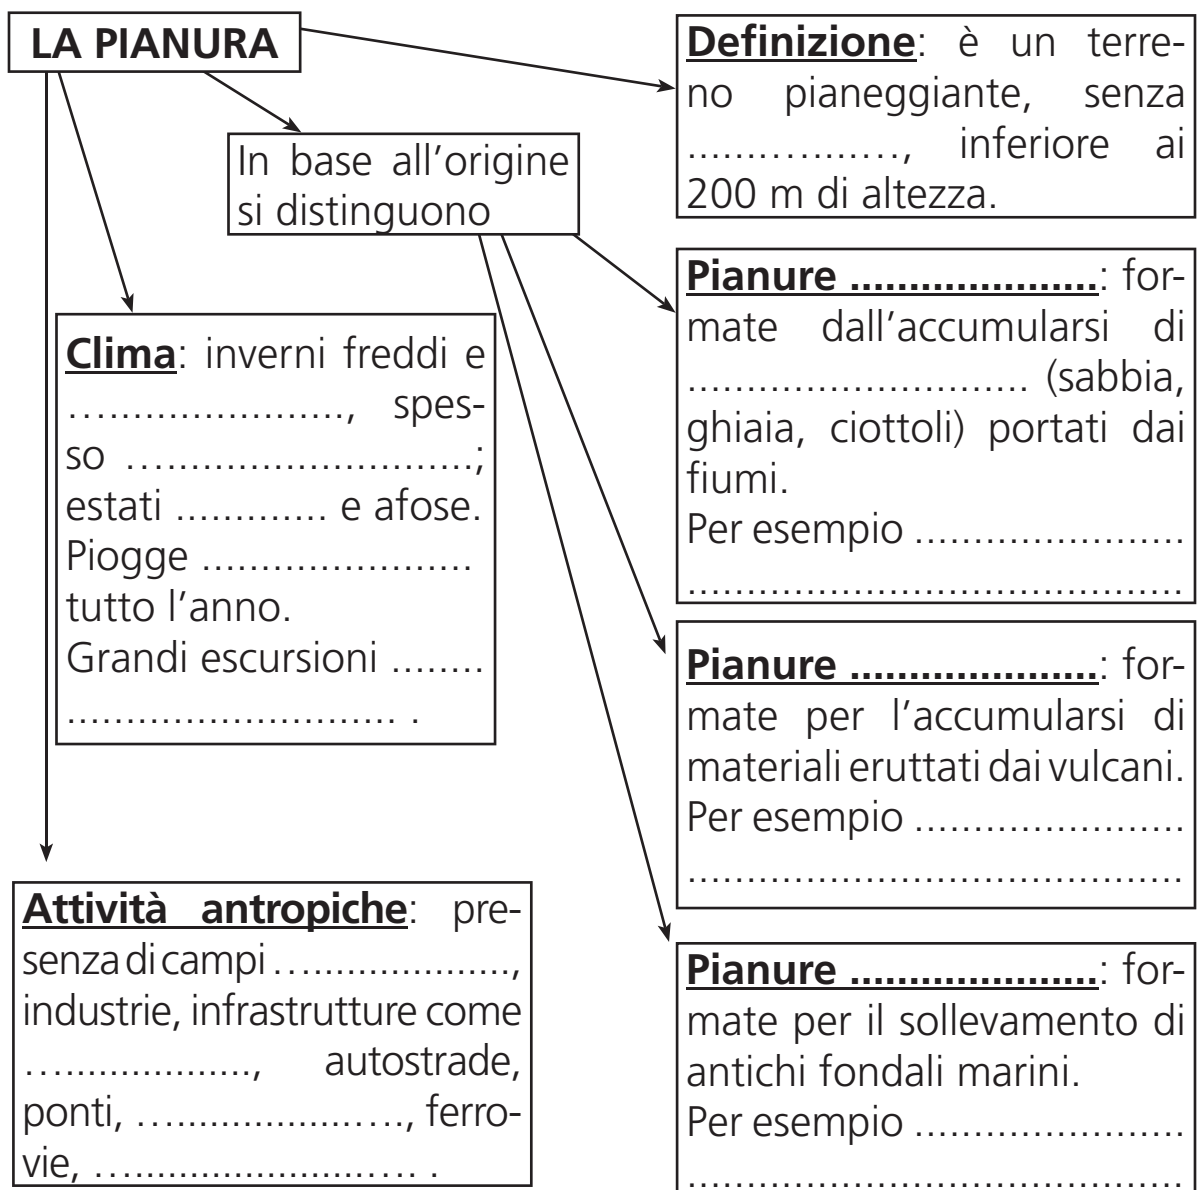 LA PIANURA
Definizione: è un terre-
no pianeggiante, senza
...................., inferiore ai
200 m di altezza.
In base all'origine
si distinguono
Pianure .....................: for-
mate dall'accumularsi di
............................. (sabbia,
ghiaia, ciottoli) portati dai
fiumi.
Per esempio .......................
..........................................
Clima: inverni freddi e
........................, spes-
so .............................;
estati ............. e afose.
Piogge .......................
tutto l'anno.
Grandi escursioni ........
............................ .
Pianure .....................: for-
mate per l'accumularsi di
materiali eruttati dai vulcani.
Per esempio .......................
..........................................
Attività antropiche: pre-
senza di campi .....................,
industrie, infrastrutture come
....................., autostrade,
ponti, ........................, ferro-
vie, ............................ .
Pianure .....................: for-
mate per il sollevamento di
antichi fondali marini.
Per esempio .......................
..........................................